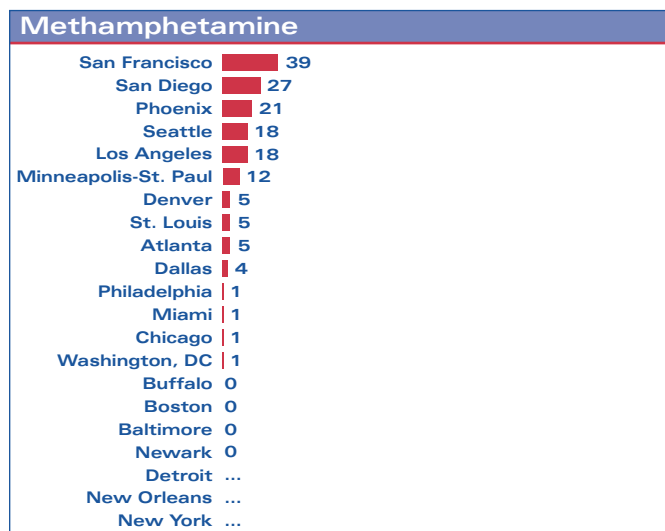 Methamphetamine
San Francisco 39
San Diego 27
Phoenix 21
Seattle 18
Los Angeles 18
Minneapolis-St. Paul 12
Denver 5
St. Louis 5
Atlanta 5
Dallas 4
Philadelphia 1
Miami 1
Chicago 1
Washington, DC 1
Buffalo 0
Boston 0
Baltimore 0
Newark 0
Detroit ...
New Orleans ...
New York ...